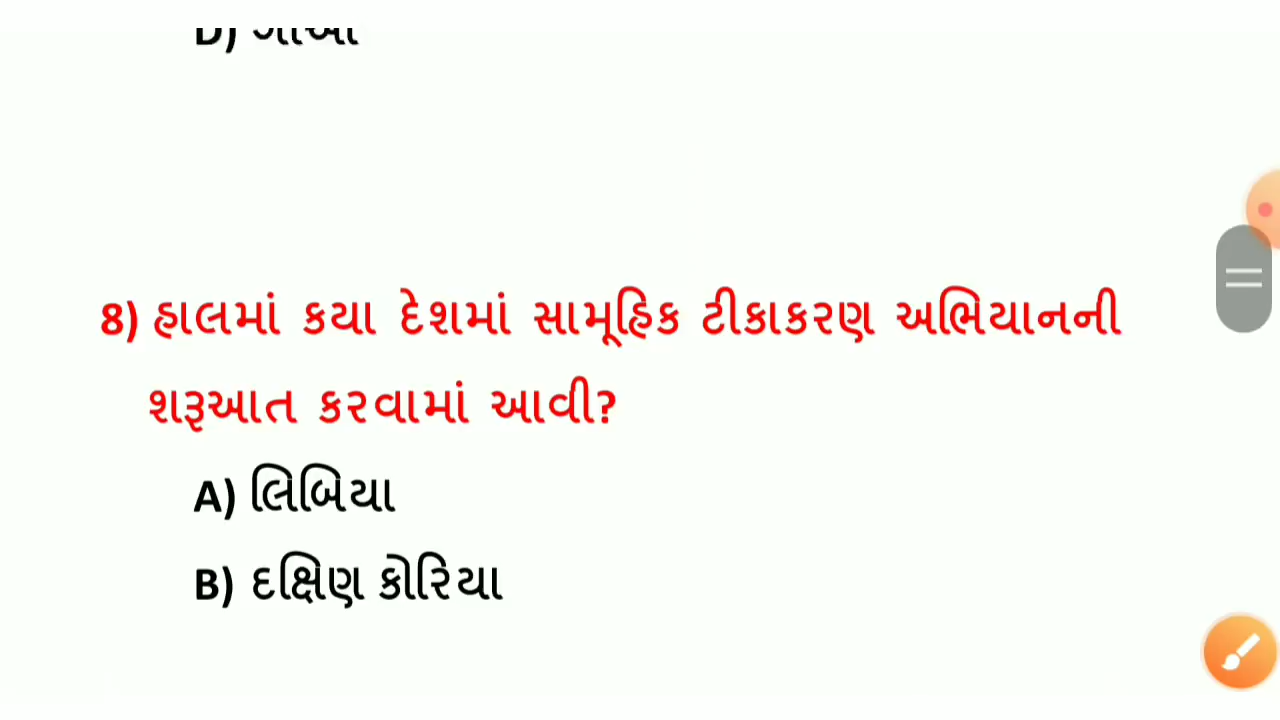 D)
8) હાલમાં કયા દેશમાં સામૂહિક ટીકાકરણ અભિયાનની
શરૂઆત કરવામાં આવી?
A) લિબિયા
B) દક્ષિણ કોરિયા